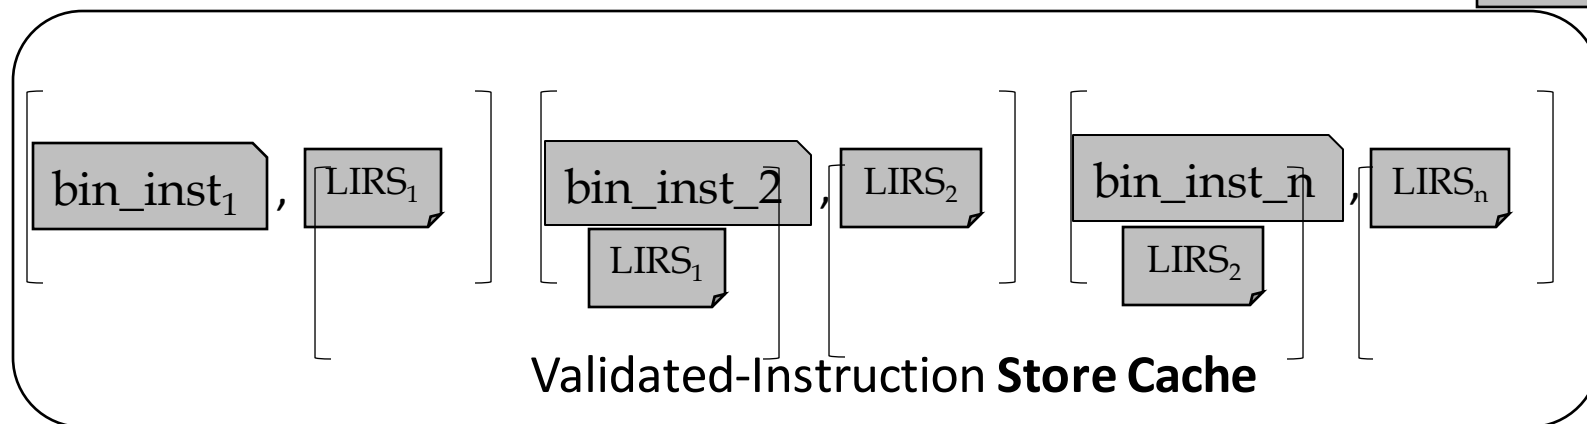 bin_inst₁ , LIRS₁ bin_inst_2 , LIRS₂ bin_inst_n , LIRSₙ
LIRS₁ LIRS₂
Validated-Instruction Store Cache